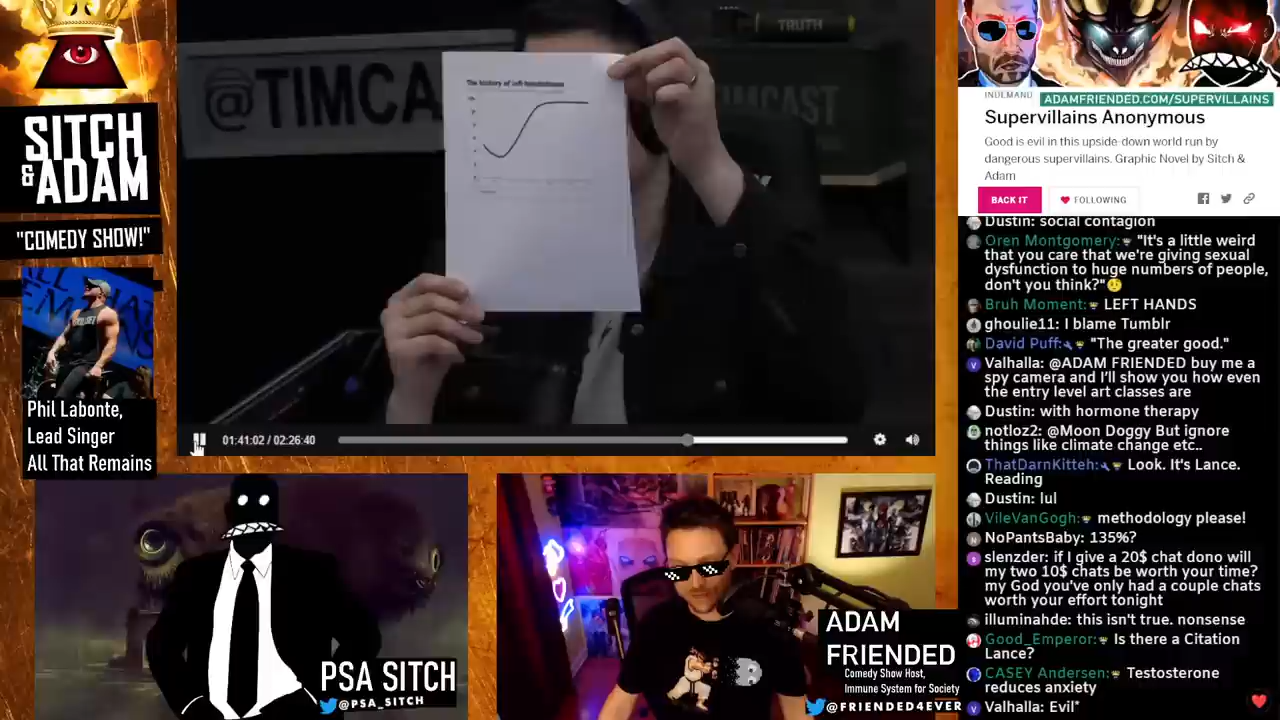 SITCH
& ADAM
"COMEDY SHOW!"
Phil Labonte,
Lead Singer
All That Remains
TRUTH
@TIMCA
TIMCAST
The history of left-handedness
01:41:02 / 02:26:40
PSA SITCH
@PSA_SITCH
ADAM
FRIENDED
Comedy Show Host,
Immune System for Society
@FRIENDED4EVER
INDEMAND
ADAMFRIENDED.COM/SUPERVILLAINS
Supervillains Anonymous
Good is evil in this upside-down world run by
dangerous supervillains. Graphic Novel by Sitch &
Adam
BACK IT
FOLLOWING
Dustin: social contagion
Oren Montgomery: "It's a little weird
that you care that we're giving sexual
dysfunction to huge numbers of people,
don't you think?"
Bruh Moment: LEFT HANDS
ghoulie11: I blame Tumblr
David Puff: "The greater good."
Valhalla: @ADAM FRIENDED buy me a
spy camera and I'll show you how even
the entry level art classes are
Dustin: with hormone therapy
notloz2: @Moon Doggy But ignore
things like climate change etc..
ThatDarnKitteh: Look. It's Lance.
Reading
Dustin: lul
VileVanGogh: methodology please!
NoPantsBaby: 135%?
slenzder: if I give a 20$ chat dono will
my two 10$ chats be worth your time?
my God you've only had a couple chats
worth your effort tonight
illuminahde: this isn't true. nonsense
Good_Emperor: Is there a Citation
Lance?
CASEY Andersen: Testosterone
reduces anxiety
Valhalla: Evil*